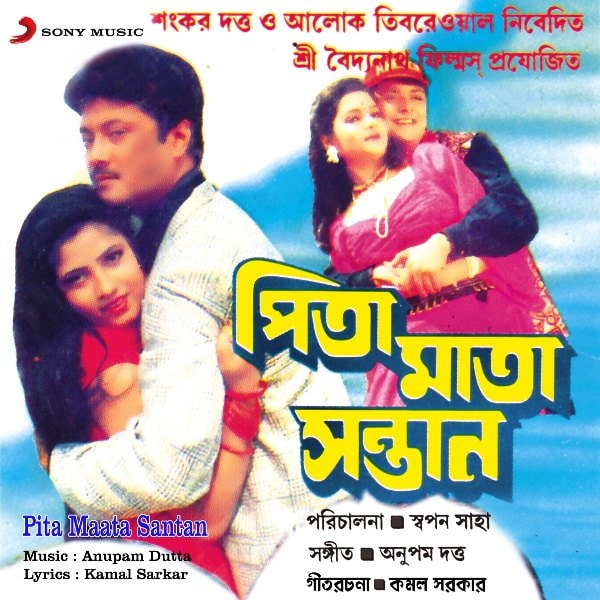 SONY MUSIC
শংকর দত্ত ও আলোক তিবরেওয়াল নিবেদিত
শ্রী বৈদ্যনাথ ফিল্মস্ প্রযোজিত
পিতা
মাতা
সন্তান
পরিচালনা ■ স্বপন সাহা
সঙ্গীত ■ অনুপম দত্ত
গীতরচনা ■ কমল সরকার
Pita Maata Santan
Music : Anupam Dutta
Lyrics : Kamal Sarkar